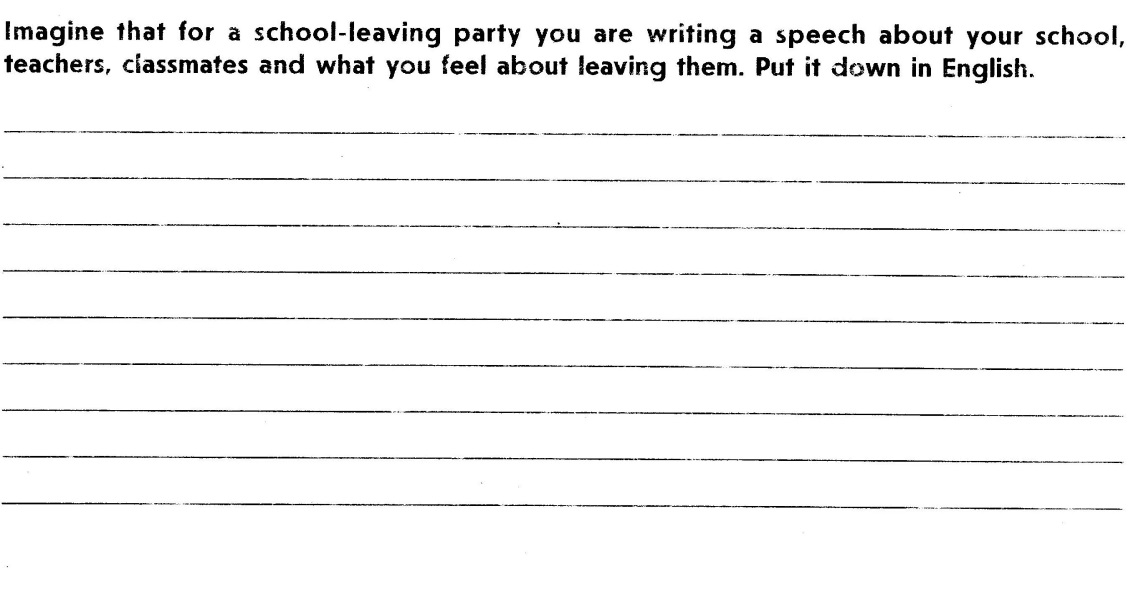 Imagine that for a school-leaving party you are writing a speech about your school,
teachers, classmates and what you feel about leaving them. Put it down in English.